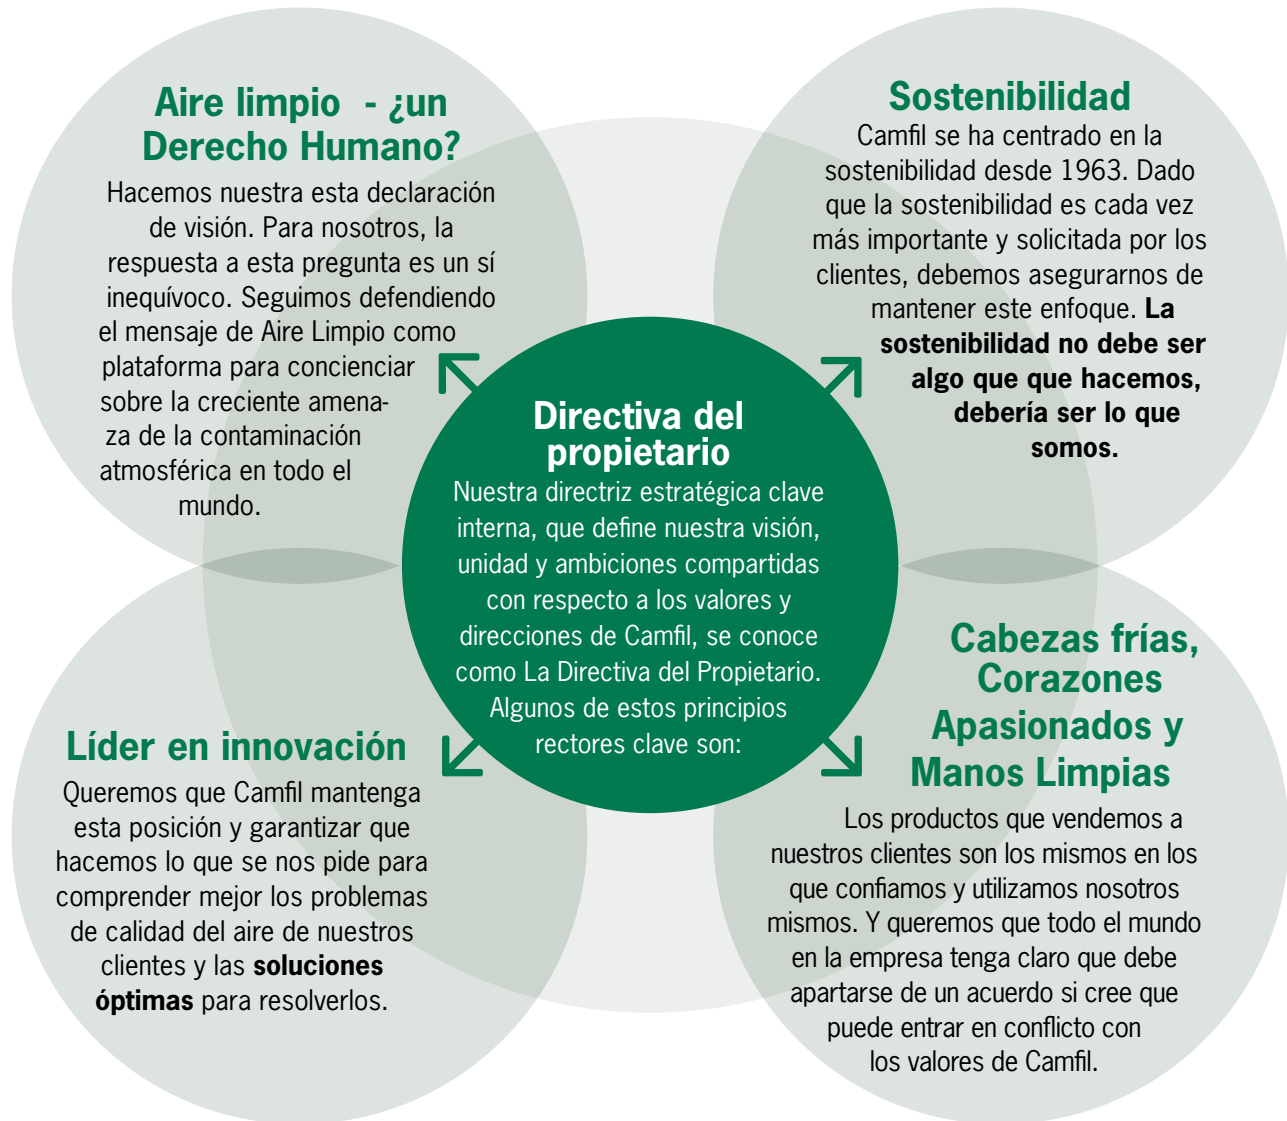 Aire limpio - ¿un
Derecho Humano?
Hacemos nuestra esta declaración
de visión. Para nosotros, la
respuesta a esta pregunta es un sí
inequívoco. Seguimos defendiendo
el mensaje de Aire Limpio como
plataforma para concienciar
sobre la creciente amena-
za de la contaminación
atmosférica en todo el
mundo.
Sostenibilidad
Camfil se ha centrado en la
sostenibilidad desde 1963. Dado
que la sostenibilidad es cada vez
más importante y solicitada por los
clientes, debemos asegurarnos de
mantener este enfoque. La
sostenibilidad no debe ser
algo que que hacemos,
debería ser lo que
somos.
Directiva del
propietario
Nuestra directriz estratégica clave
interna, que define nuestra visión,
unidad y ambiciones compartidas
con respecto a los valores y
direcciones de Camfil, se conoce
como La Directiva del Propietario.
Algunos de estos principios
rectores clave son:
Líder en innovación
Queremos que Camfil mantenga
esta posición y garantizar que
hacemos lo que se nos pide para
comprender mejor los problemas
de calidad del aire de nuestros
clientes y las soluciones
óptimas para resolverlos.
Cabezas frías,
Corazones
Apasionados y
Manos Limpias
Los productos que vendemos a
nuestros clientes son los mismos en los
que confiamos y utilizamos nosotros
mismos. Y queremos que todo el mundo
en la empresa tenga claro que debe
apartarse de un acuerdo si cree que
puede entrar en conflicto con
los valores de Camfil.